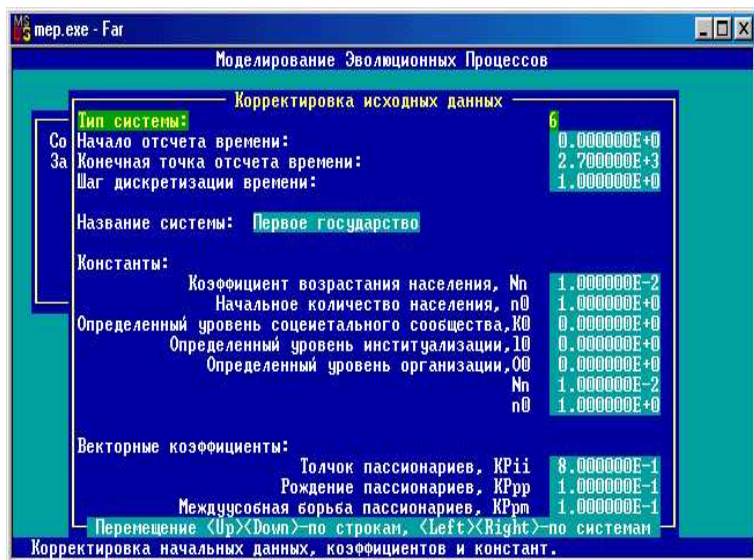 mep.exe - Far
Моделирование Эволюционных Процессов
Корректировка исходных данных
Тип системы: 6
Со Начало отсчета времени: 0.000000E+0
За Конечная точка отсчета времени: 2.700000E+3
Шаг дискретизации времени: 1.000000E+0
Название системы: Первое государство
Константы:
Коэффициент возрастания населения, Nn 1.000000E-2
Начальное количество населения, n0 1.000000E+0
Определенный уровень социетального сообщества,K0 0.000000E+0
Определенный уровень институализации,I0 0.000000E+0
Определенный уровень организации,O0 0.000000E+0
Nn 1.000000E-2
n0 1.000000E+0
Векторные коэффициенты:
Толчок пассионариев, KPii 8.000000E-1
Рождение пассионариев, KPpp 1.000000E-1
Междуусобная борьба пассионариев, KPpm 1.000000E-1
Перемещение <Up><Down>-по строкам, <Left><Right>-по системам
Корректировка начальных данных, коэффициентов и констант.